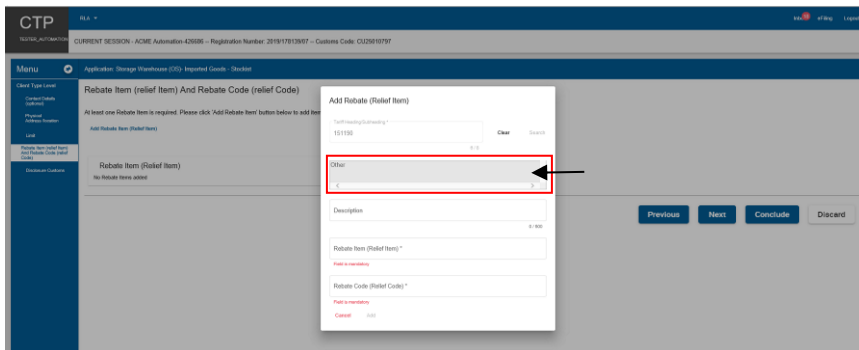 CTP
TESTER_AUTOMATION
RLA
eFiling
Logout
CURRENT SESSION - ACME Automation-426686 -- Registration Number: 2019/178139/07 -- Customs Code: CU25010797
Menu
Application: Storage Warehouse (OS)- Imported Goods - Stockist
Client Type Level
Contact Details
(optional)
Physical
Address/location
Rebate Item (relief Item)
And Rebate Code (relief
Code)
Disclosure Customs
Rebate Item (relief Item) And Rebate Code (relief Code)
At least one Rebate Item is required. Please click 'Add Rebate Item' button below to add item
Add Rebate Item (Relief Item)
Rebate Item (Relief Item)
No Rebate Items added
Add Rebate (Relief Item)
Tariff Heading/Subheading *
151190
Clear
Search
Other
Description
0 / 500
Rebate Item (Relief Item) *
Field is mandatory
Rebate Code (Relief Code) *
Field is mandatory
Cancel
Add
Previous
Next
Conclude
Discard